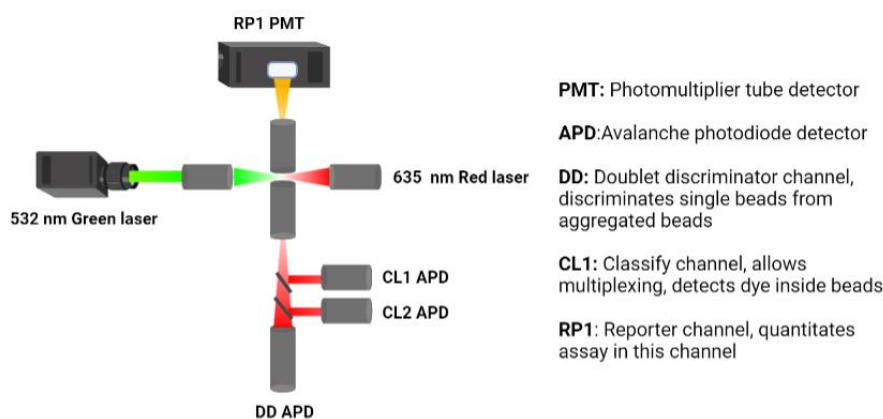 RP1 PMT
532 nm Green laser
635 nm Red laser
CL1 APD
CL2 APD
DD APD
PMT: Photomultiplier tube detector
APD:Avalanche photodiode detector
DD: Doublet discriminator channel,
discriminates single beads from
aggregated beads
CL1: Classify channel, allows
multiplexing, detects dye inside beads
RP1: Reporter channel, quantitates
assay in this channel